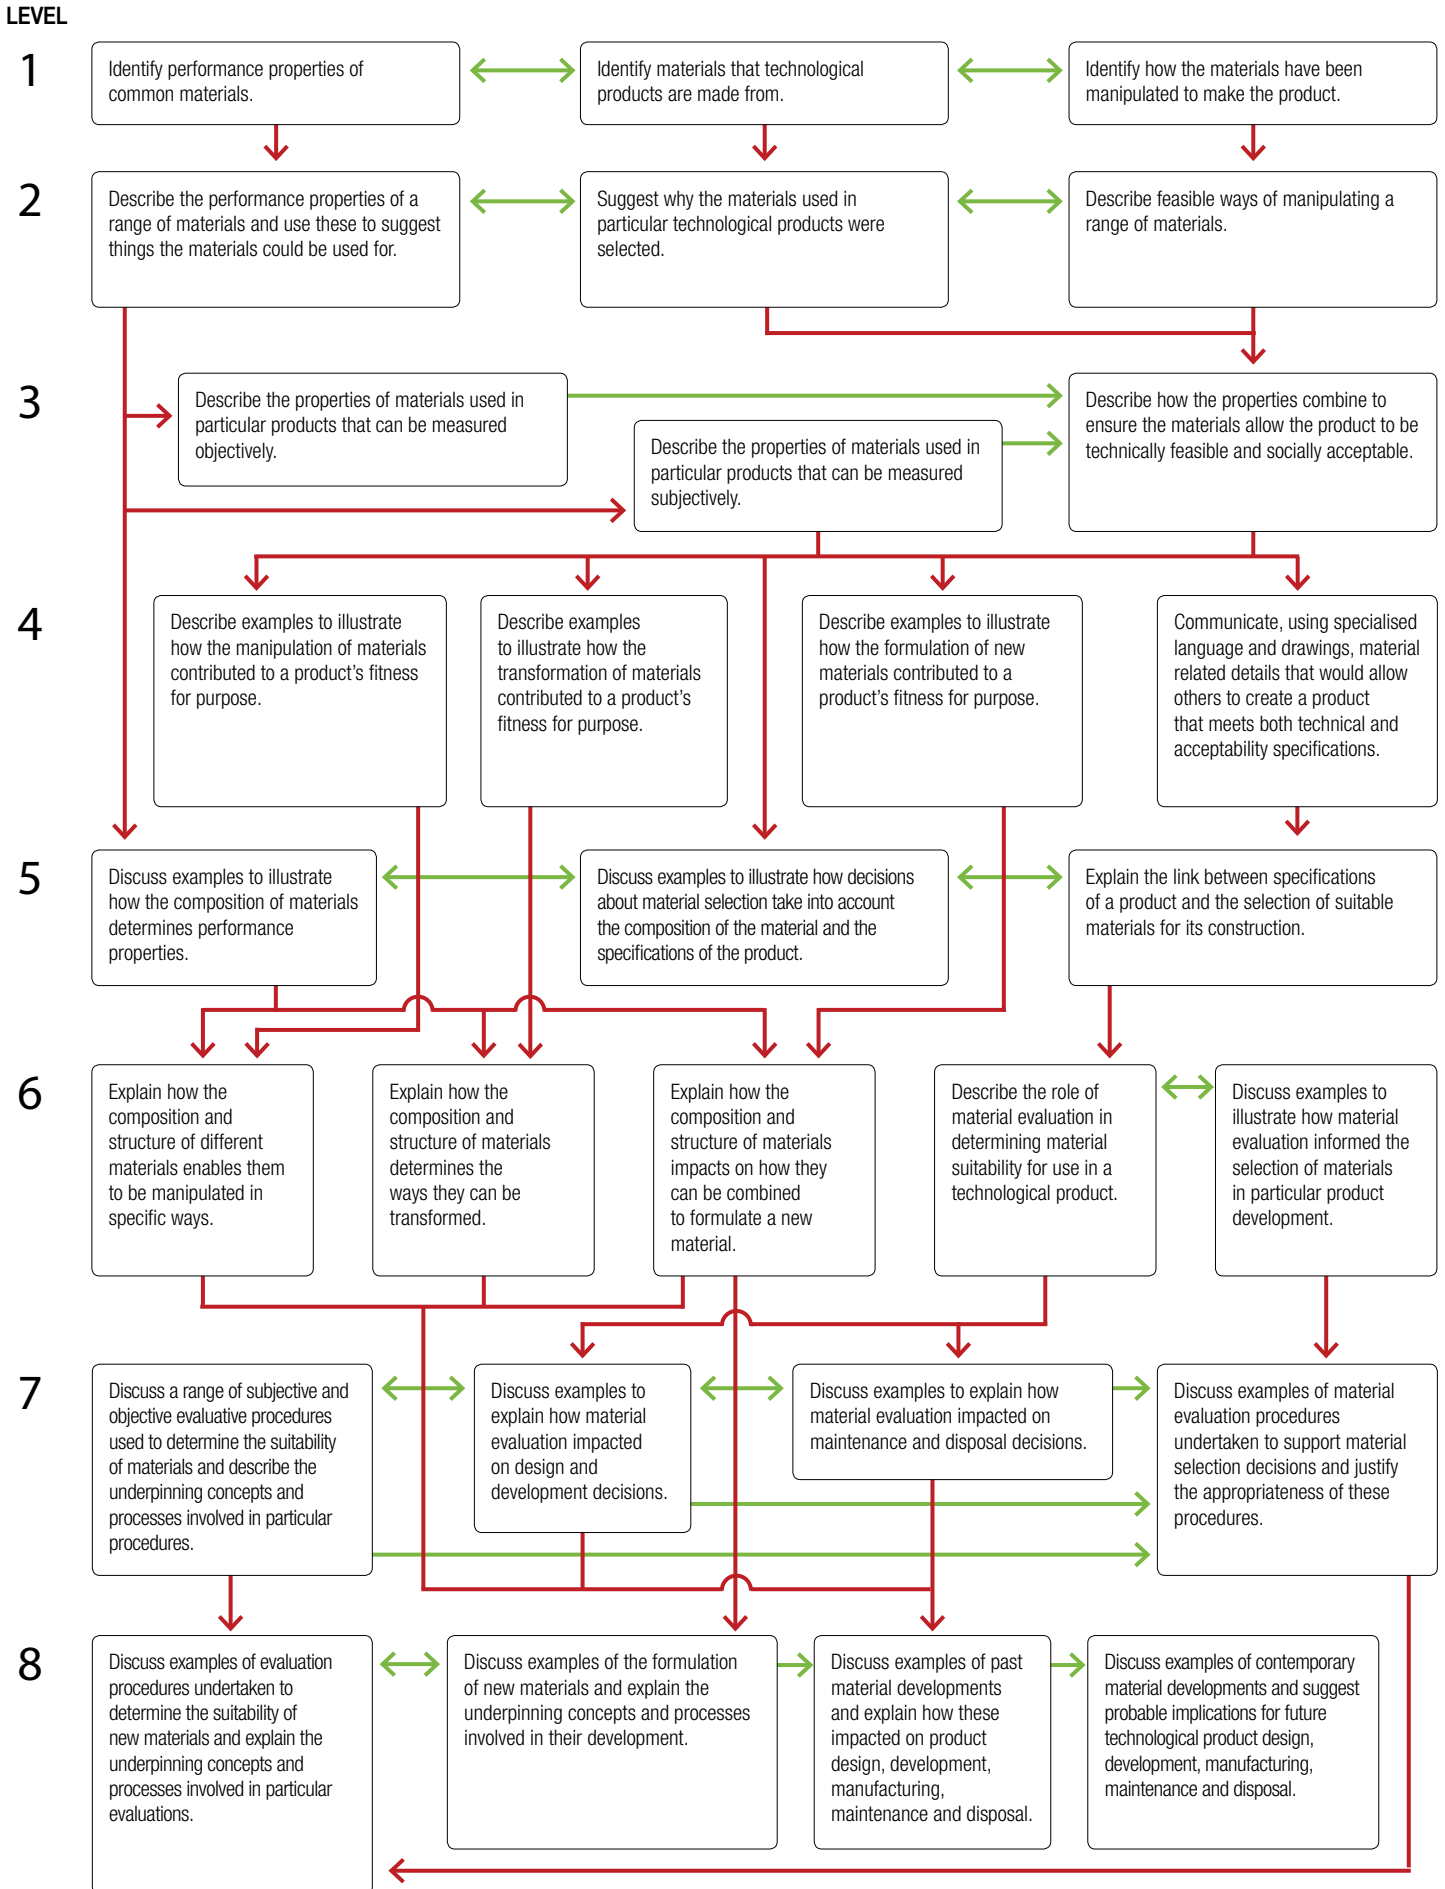 LEVEL
1
Identify performance properties of
common materials.
Identify materials that technological
products are made from.
Identify how the materials have been
manipulated to make the product.
2
Describe the performance properties of a
range of materials and use these to suggest
things the materials could be used for.
Suggest why the materials used in
particular technological products were
selected.
Describe feasible ways of manipulating a
range of materials.
3
Describe the properties of materials used in
particular products that can be measured
objectively.
Describe the properties of materials used in
particular products that can be measured
subjectively.
Describe how the properties combine to
ensure the materials allow the product to be
technically feasible and socially acceptable.
4
Describe examples to illustrate
how the manipulation of materials
contributed to a product's fitness
for purpose.
Describe examples
to illustrate how the
transformation of materials
contributed to a product's
fitness for purpose.
Describe examples to illustrate
how the formulation of new
materials contributed to a
product's fitness for purpose.
Communicate, using specialised
language and drawings, material
related details that would allow
others to create a product
that meets both technical and
acceptability specifications.
5
Discuss examples to illustrate
how the composition of materials
determines performance
properties.
Discuss examples to illustrate how decisions
about material selection take into account
the composition of the material and the
specifications of the product.
Explain the link between specifications
of a product and the selection of suitable
materials for its construction.
6
Explain how the
composition and
structure of different
materials enables them
to be manipulated in
specific ways.
Explain how the
composition and
structure of materials
determines the
ways they can be
transformed.
Explain how the
composition and
structure of materials
impacts on how they
can be combined
to formulate a new
material.
Describe the role of
material evaluation in
determining material
suitability for use in a
technological product.
Discuss examples to
illustrate how material
evaluation informed the
selection of materials
in particular product
development.
7
Discuss a range of subjective and
objective evaluative procedures
used to determine the suitability
of materials and describe the
underpinning concepts and
processes involved in particular
procedures.
Discuss examples to
explain how material
evaluation impacted
on design and
development decisions.
Discuss examples to explain how
material evaluation impacted on
maintenance and disposal decisions.
Discuss examples of material
evaluation procedures
undertaken to support material
selection decisions and justify
the appropriateness of these
procedures.
8
Discuss examples of evaluation
procedures undertaken to
determine the suitability of
new materials and explain the
underpinning concepts and
processes involved in particular
evaluations.
Discuss examples of the formulation
of new materials and explain the
underpinning concepts and processes
involved in their development.
Discuss examples of past
material developments
and explain how these
impacted on product
design, development,
manufacturing,
maintenance and disposal.
Discuss examples of contemporary
material developments and suggest
probable implications for future
technological product design,
development, manufacturing,
maintenance and disposal.